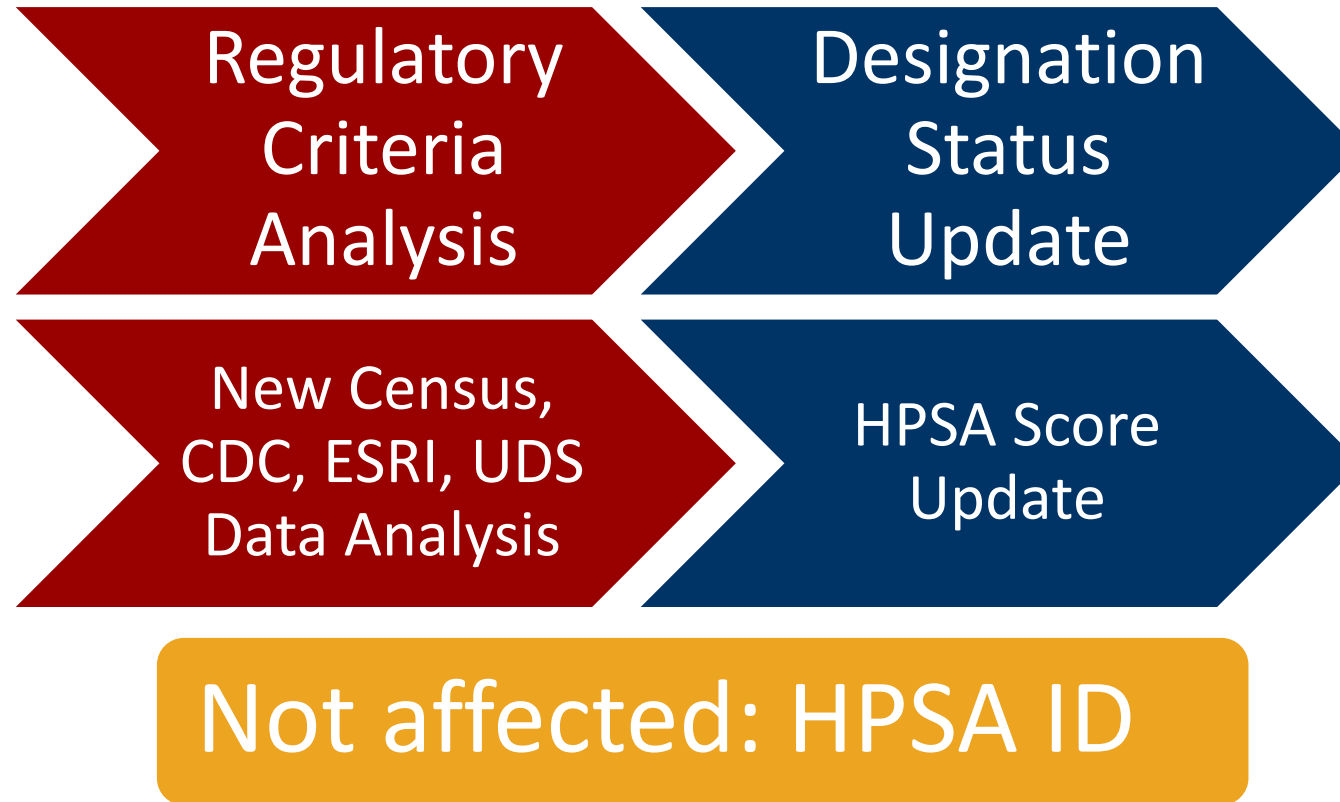 Regulatory
Criteria
Analysis
Designation
Status
Update
New Census,
CDC, ESRI, UDS
Data Analysis
HPSA Score
Update
Not affected: HPSA ID